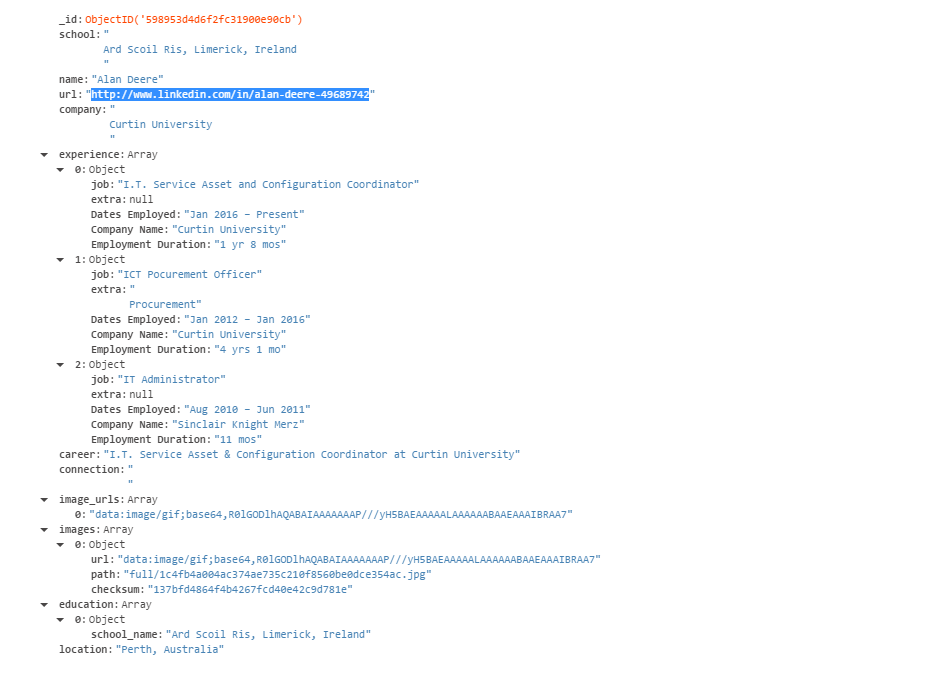 _id: ObjectID('598953d4d6f2fc31900e90cb')
school: "
Ard Scoil Ris, Limerick, Ireland
"
name: "Alan Deere"
url: "http://www.linkedin.com/in/alan-deere-49689742"
company: "
Curtin University
"
experience: Array
0: Object
job: "I.T. Service Asset and Configuration Coordinator"
extra: null
Dates Employed: "Jan 2016 – Present"
Company Name: "Curtin University"
Employment Duration: "1 yr 8 mos"
1: Object
job: "ICT Pocurement Officer"
extra: "
Procurement"
Dates Employed: "Jan 2012 – Jan 2016"
Company Name: "Curtin University"
Employment Duration: "4 yrs 1 mo"
2: Object
job: "IT Administrator"
extra: null
Dates Employed: "Aug 2010 – Jun 2011"
Company Name: "Sinclair Knight Merz"
Employment Duration: "11 mos"
career: "I.T. Service Asset & Configuration Coordinator at Curtin University"
connection: "
"
image_urls: Array
0: "data:image/gif;base64,R0lGODlhAQABAIAAAAAAAP///yH5BAEAAAAALAAAAAABAAEAAAIBRAA7"
images: Array
0: Object
url: "data:image/gif;base64,R0lGODlhAQABAIAAAAAAAP///yH5BAEAAAAALAAAAAABAAEAAAIBRAA7"
path: "full/1c4fb4a004ac374ae735c210f8560be0dce354ac.jpg"
checksum: "137bfd4864f4b4267fcd40e42c9d781e"
education: Array
0: Object
school_name: "Ard Scoil Ris, Limerick, Ireland"
location: "Perth, Australia"